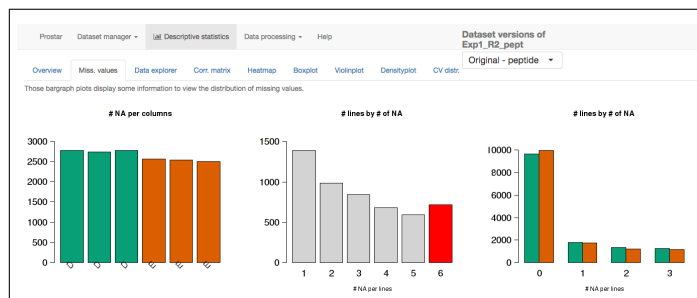 Prostar Dataset manager Descriptive statistics Data processing Help
Dataset versions of
Exp1_R2_pept
Original - peptide
Overview Miss. values Data explorer Corr. matrix Heatmap Boxplot Violinplot Densityplot CV distr.
Those bargraph plots display some information to view the distribution of missing values.
# NA per columns
3000
2500
2000
1500
1000
500
0
D D D E E E
# lines by # of NA
1500
1000
500
0
1 2 3 4 5 6
# NA per lines
# lines by # of NA
10000
8000
6000
4000
2000
0
0 1 2 3
# NA per lines